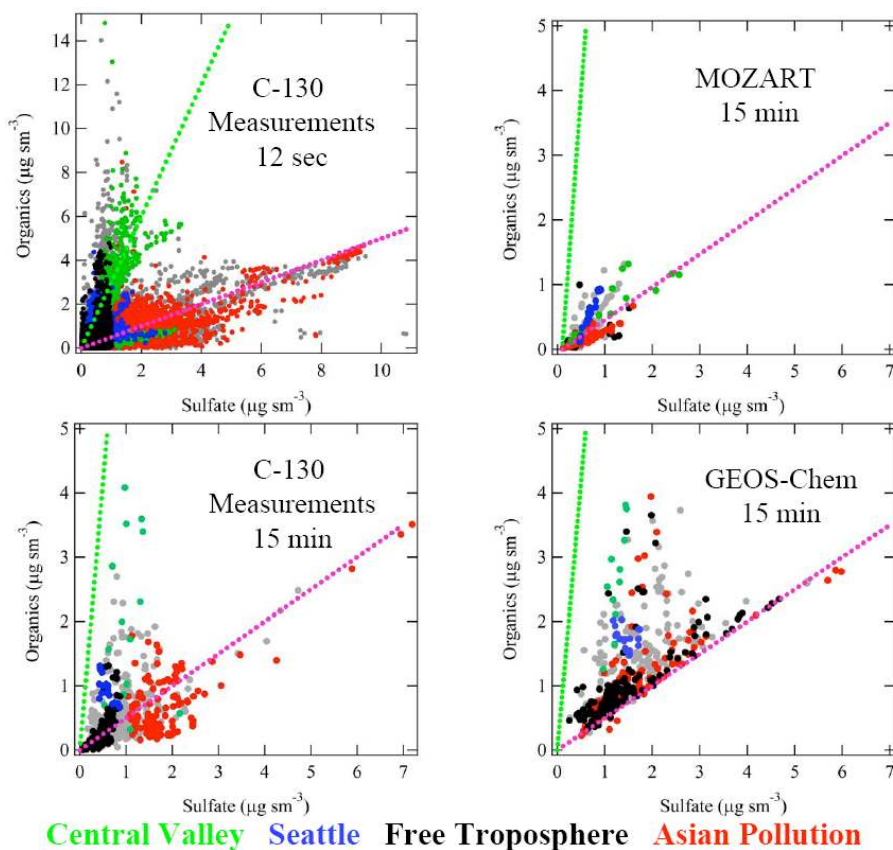 14
12
10
8
6
4
2
0
Organics (µg sm⁻³)
C-130
Measurements
12 sec
0
2
4
6
8
10
Sulfate (µg sm⁻³)
5
4
3
2
1
0
Organics (µg sm⁻³)
MOZART
15 min
0
1
2
3
4
5
6
7
Sulfate (µg sm⁻³)
5
4
3
2
1
0
Organics (µg sm⁻³)
C-130
Measurements
15 min
0
1
2
3
4
5
6
7
Sulfate (µg sm⁻³)
5
4
3
2
1
0
Organics (µg sm⁻³)
GEOS-Chem
15 min
0
1
2
3
4
5
6
7
Sulfate (µg sm⁻³)
Central Valley Seattle Free Troposphere Asian Pollution